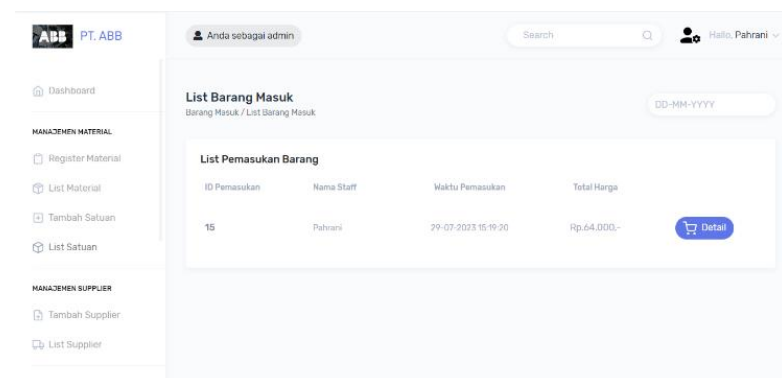 ABB PT. ABB
Anda sebagai admin
Search
Hallo, Pahrani
Dashboard
MANAJEMEN MATERIAL
Register Material
List Material
Tambah Satuan
List Satuan
MANAJEMEN SUPPLIER
Tambah Supplier
List Supplier
List Barang Masuk
Barang Masuk / List Barang Masuk
DD-MM-YYYY
List Pemasukan Barang
ID Pemasukan Nama Staff Waktu Pemasukan Total Harga
15 Pahrani 29-07-2023 15:19:20 Rp.64.000,- Detail